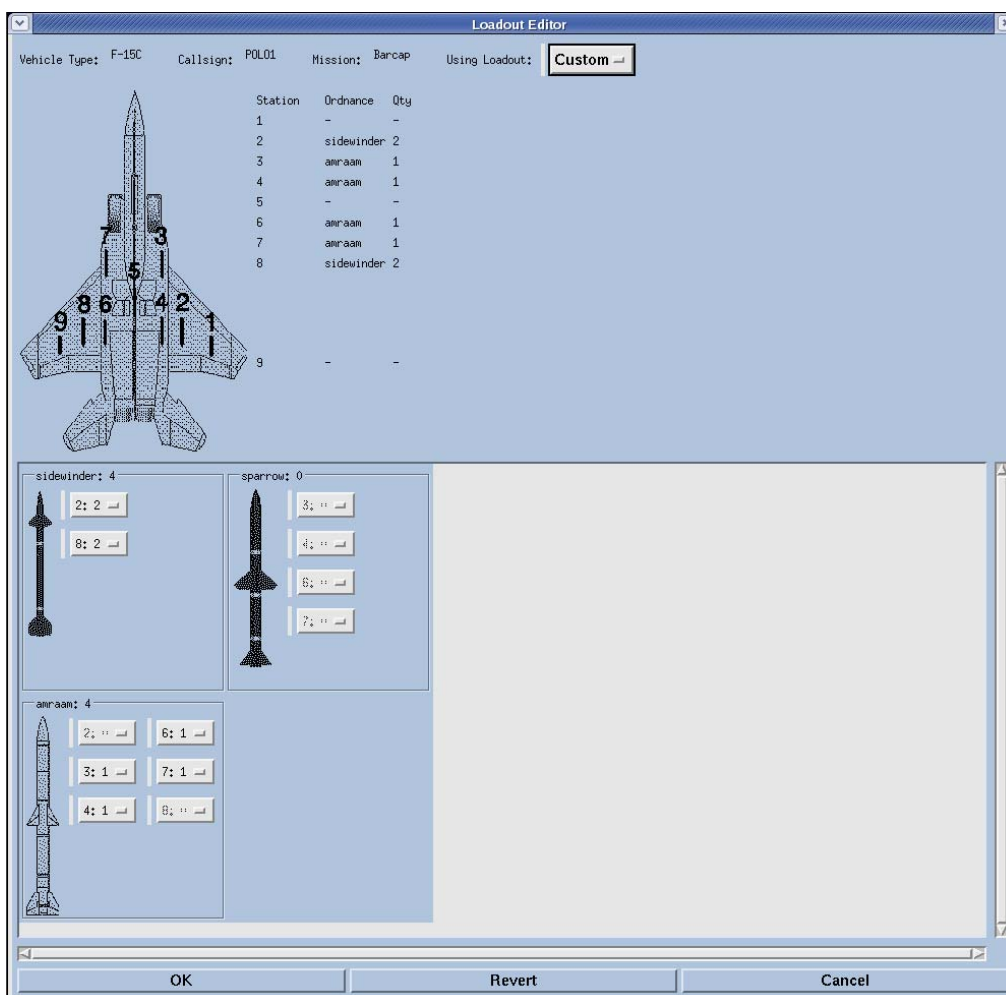 Loadout Editor
Vehicle Type: F-15C Callsign: POLO1 Mission: Barcap Using Loadout: Custom
Station Ordnance Qty
1 - -
2 sidewinder 2
3 amraam 1
4 amraam 1
5 - -
6 amraam 1
7 amraam 1
8 sidewinder 2
9 - -
7 3
5
8 6 4 2
9 1
sidewinder: 4
2: 2
8: 2
sparrow: 0
3: --
4: --
6: --
7: --
amraam: 4
2: -- 6: 1
3: 1 7: 1
4: 1 8: --
OK Revert Cancel